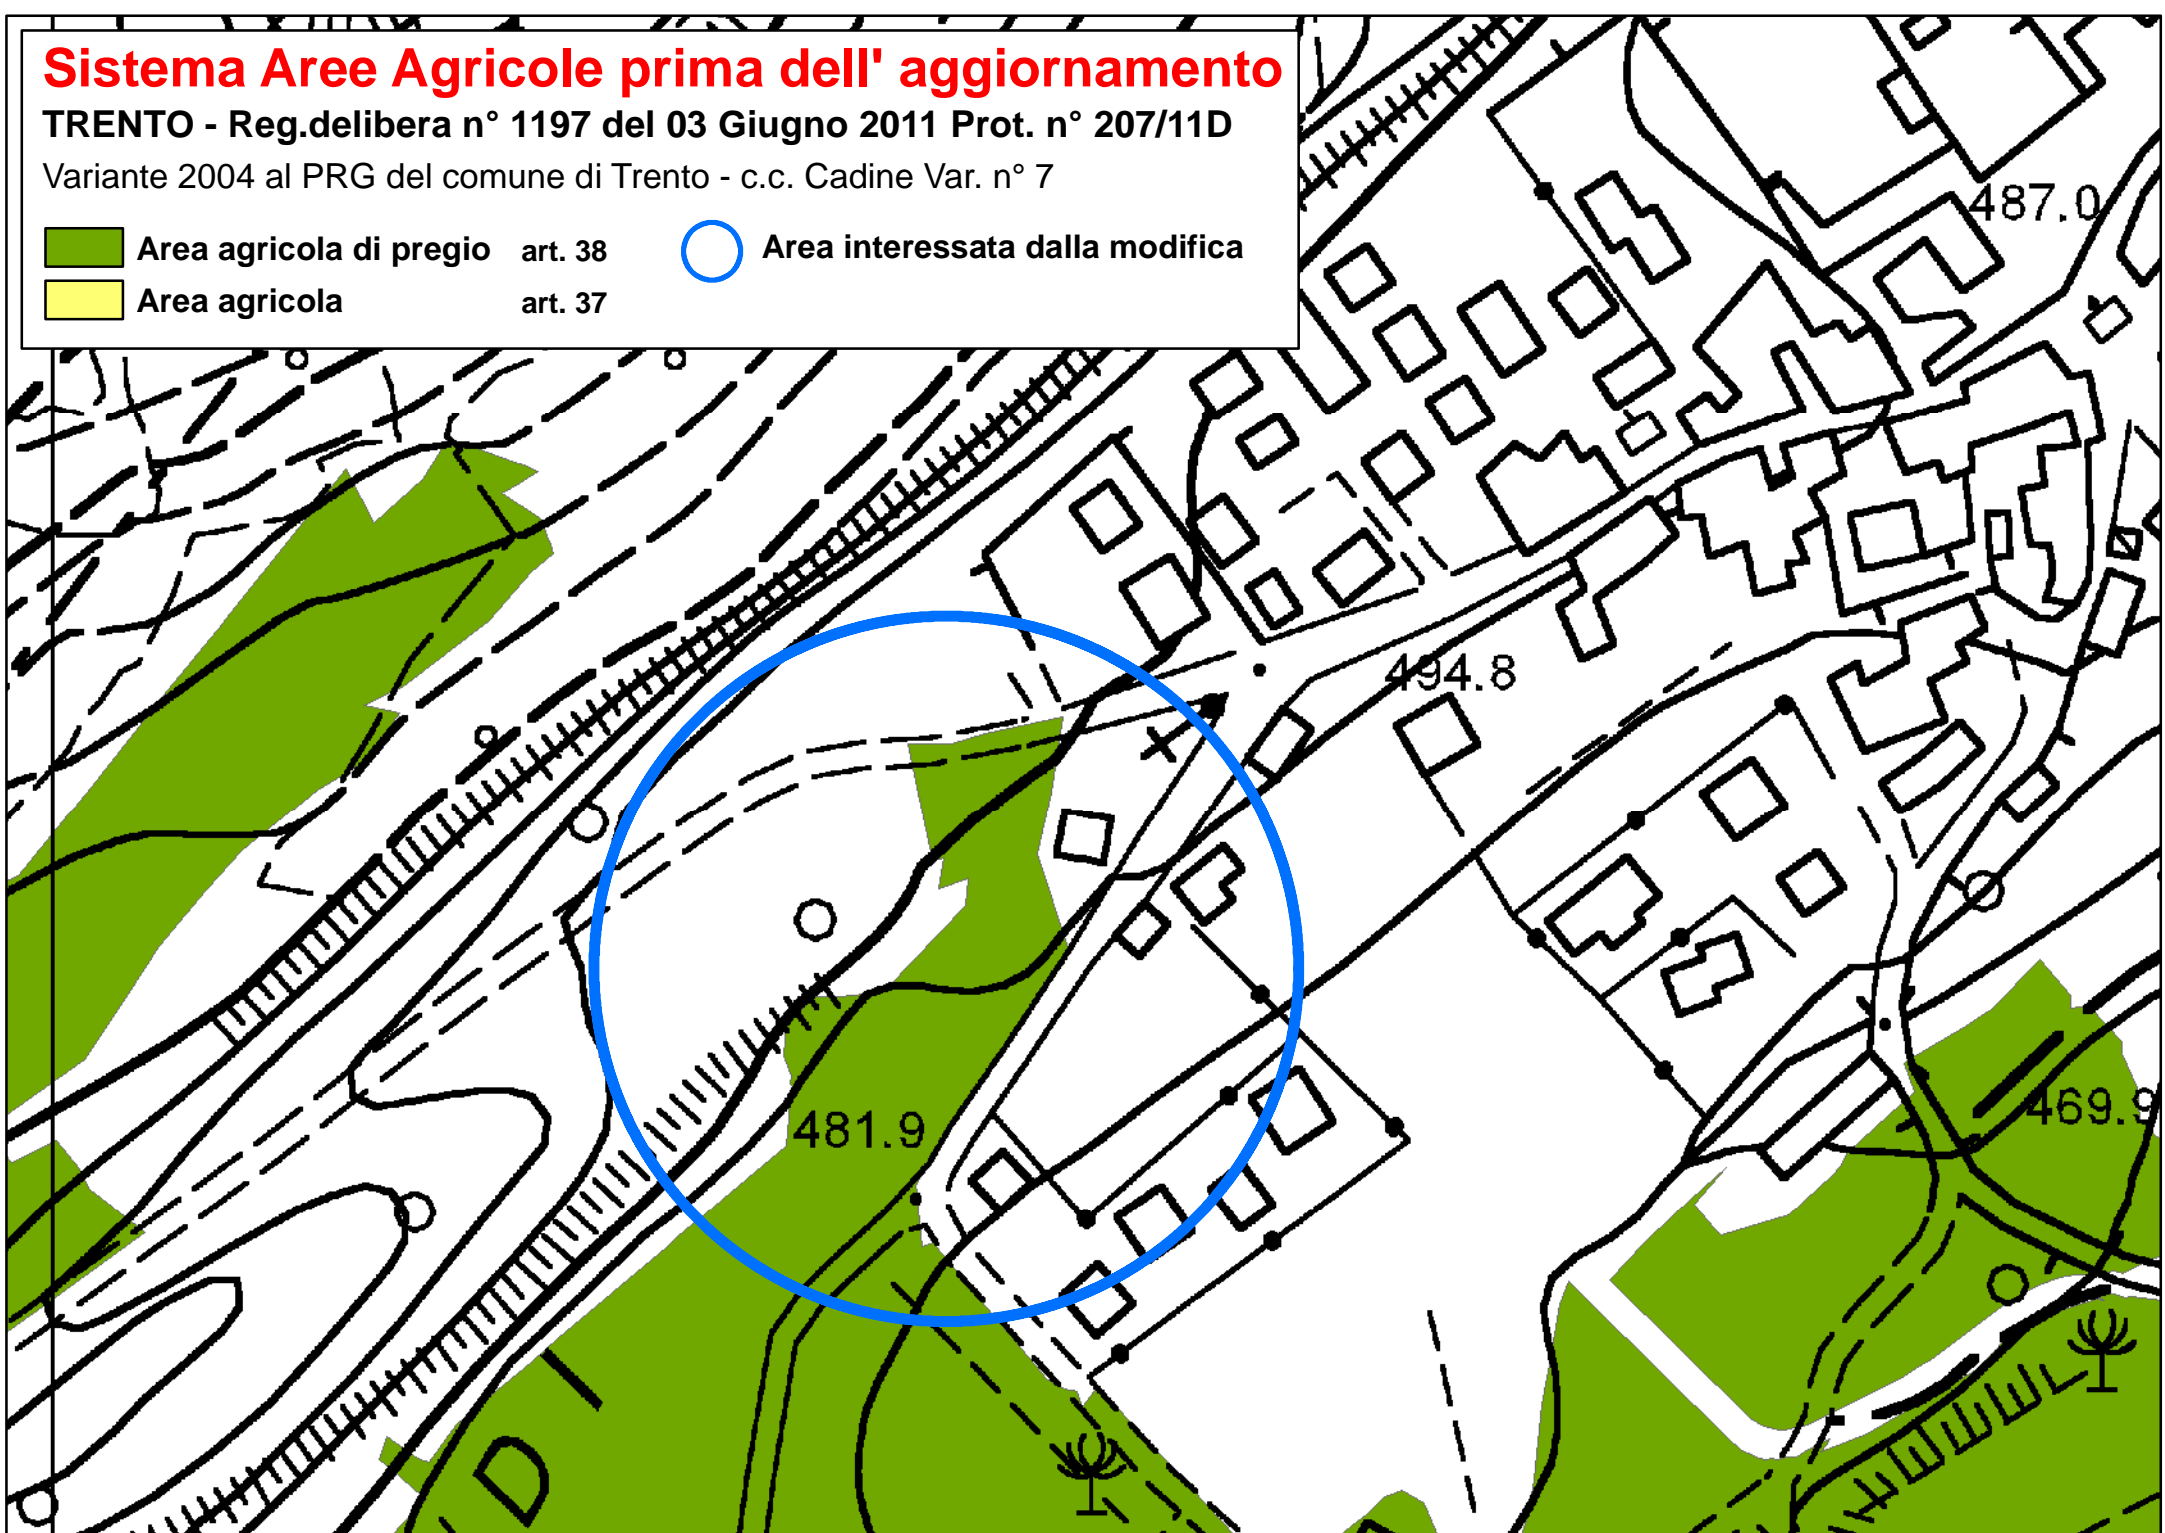 Sistema Aree Agricole prima dell' aggiornamento
TRENTO - Reg.delibera n° 1197 del 03 Giugno 2011 Prot. n° 207/11D
Variante 2004 al PRG del comune di Trento - c.c. Cadine Var. n° 7
Area agricola di pregio art. 38
Area interessata dalla modifica
Area agricola art. 37
487.0
494.8
469.9
481.9
D I